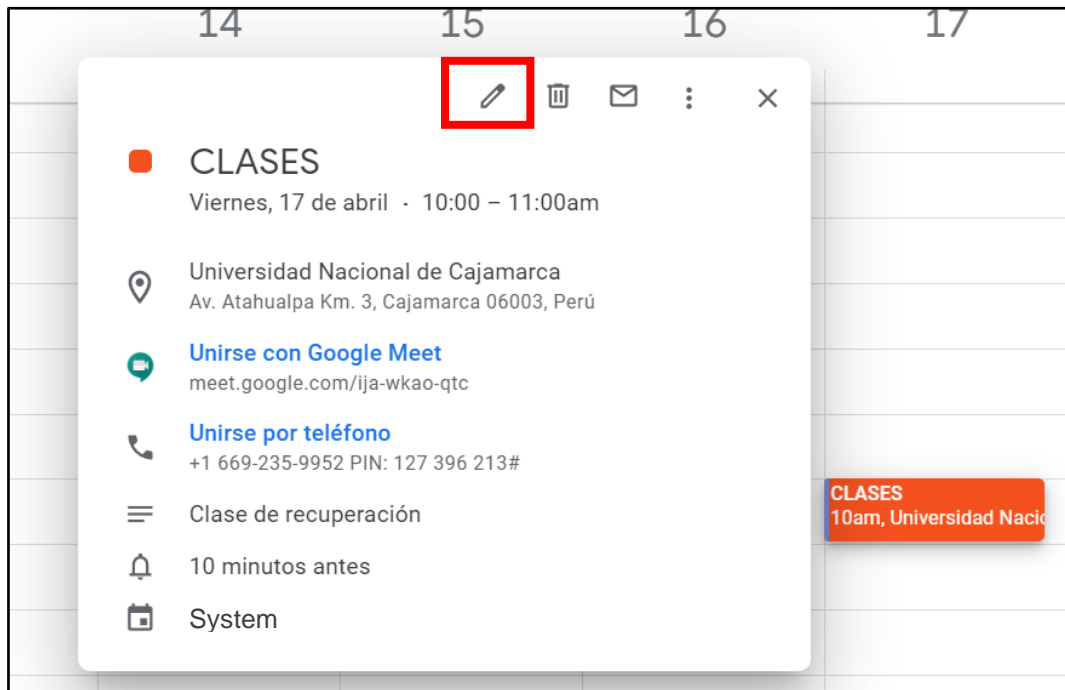 14 15 16 17
CLASES
Viernes, 17 de abril · 10:00 – 11:00am
Universidad Nacional de Cajamarca
Av. Atahualpa Km. 3, Cajamarca 06003, Perú
Unirse con Google Meet
meet.google.com/ija-wkao-qtc
Unirse por teléfono
+1 669-235-9952 PIN: 127 396 213#
Clase de recuperación
10 minutos antes
System
CLASES
10am, Universidad Nacio